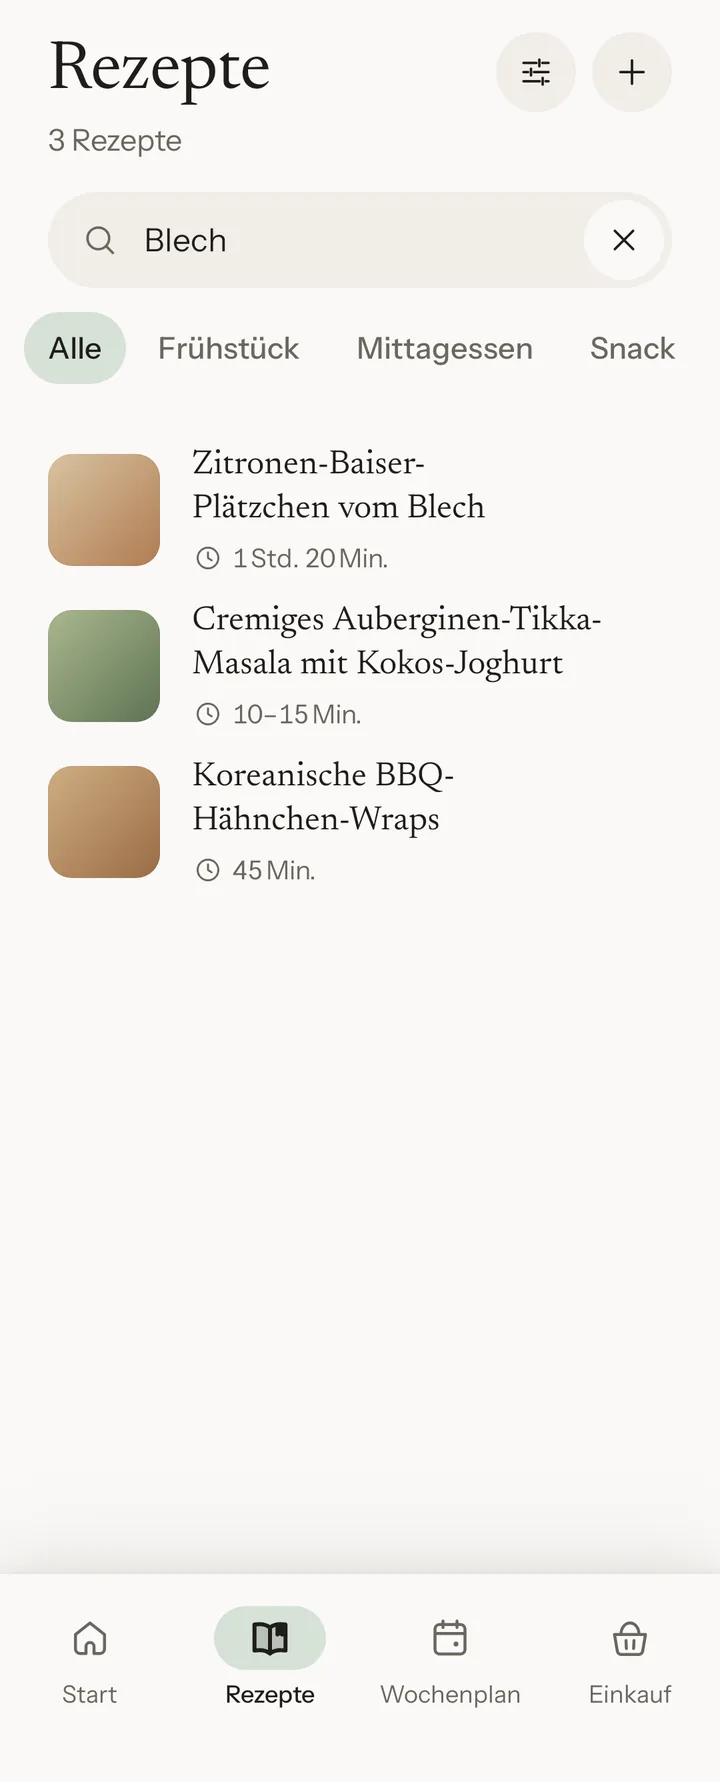 Rezepte
3 Rezepte
Blech
Alle Frühstück Mittagessen Snack
Zitronen-Baiser-
Plätzchen vom Blech
1 Std. 20 Min.
Cremiges Auberginen-Tikka-
Masala mit Kokos-Joghurt
10–15 Min.
Koreanische BBQ-
Hähnchen-Wraps
45 Min.
Start Rezepte Wochenplan Einkauf